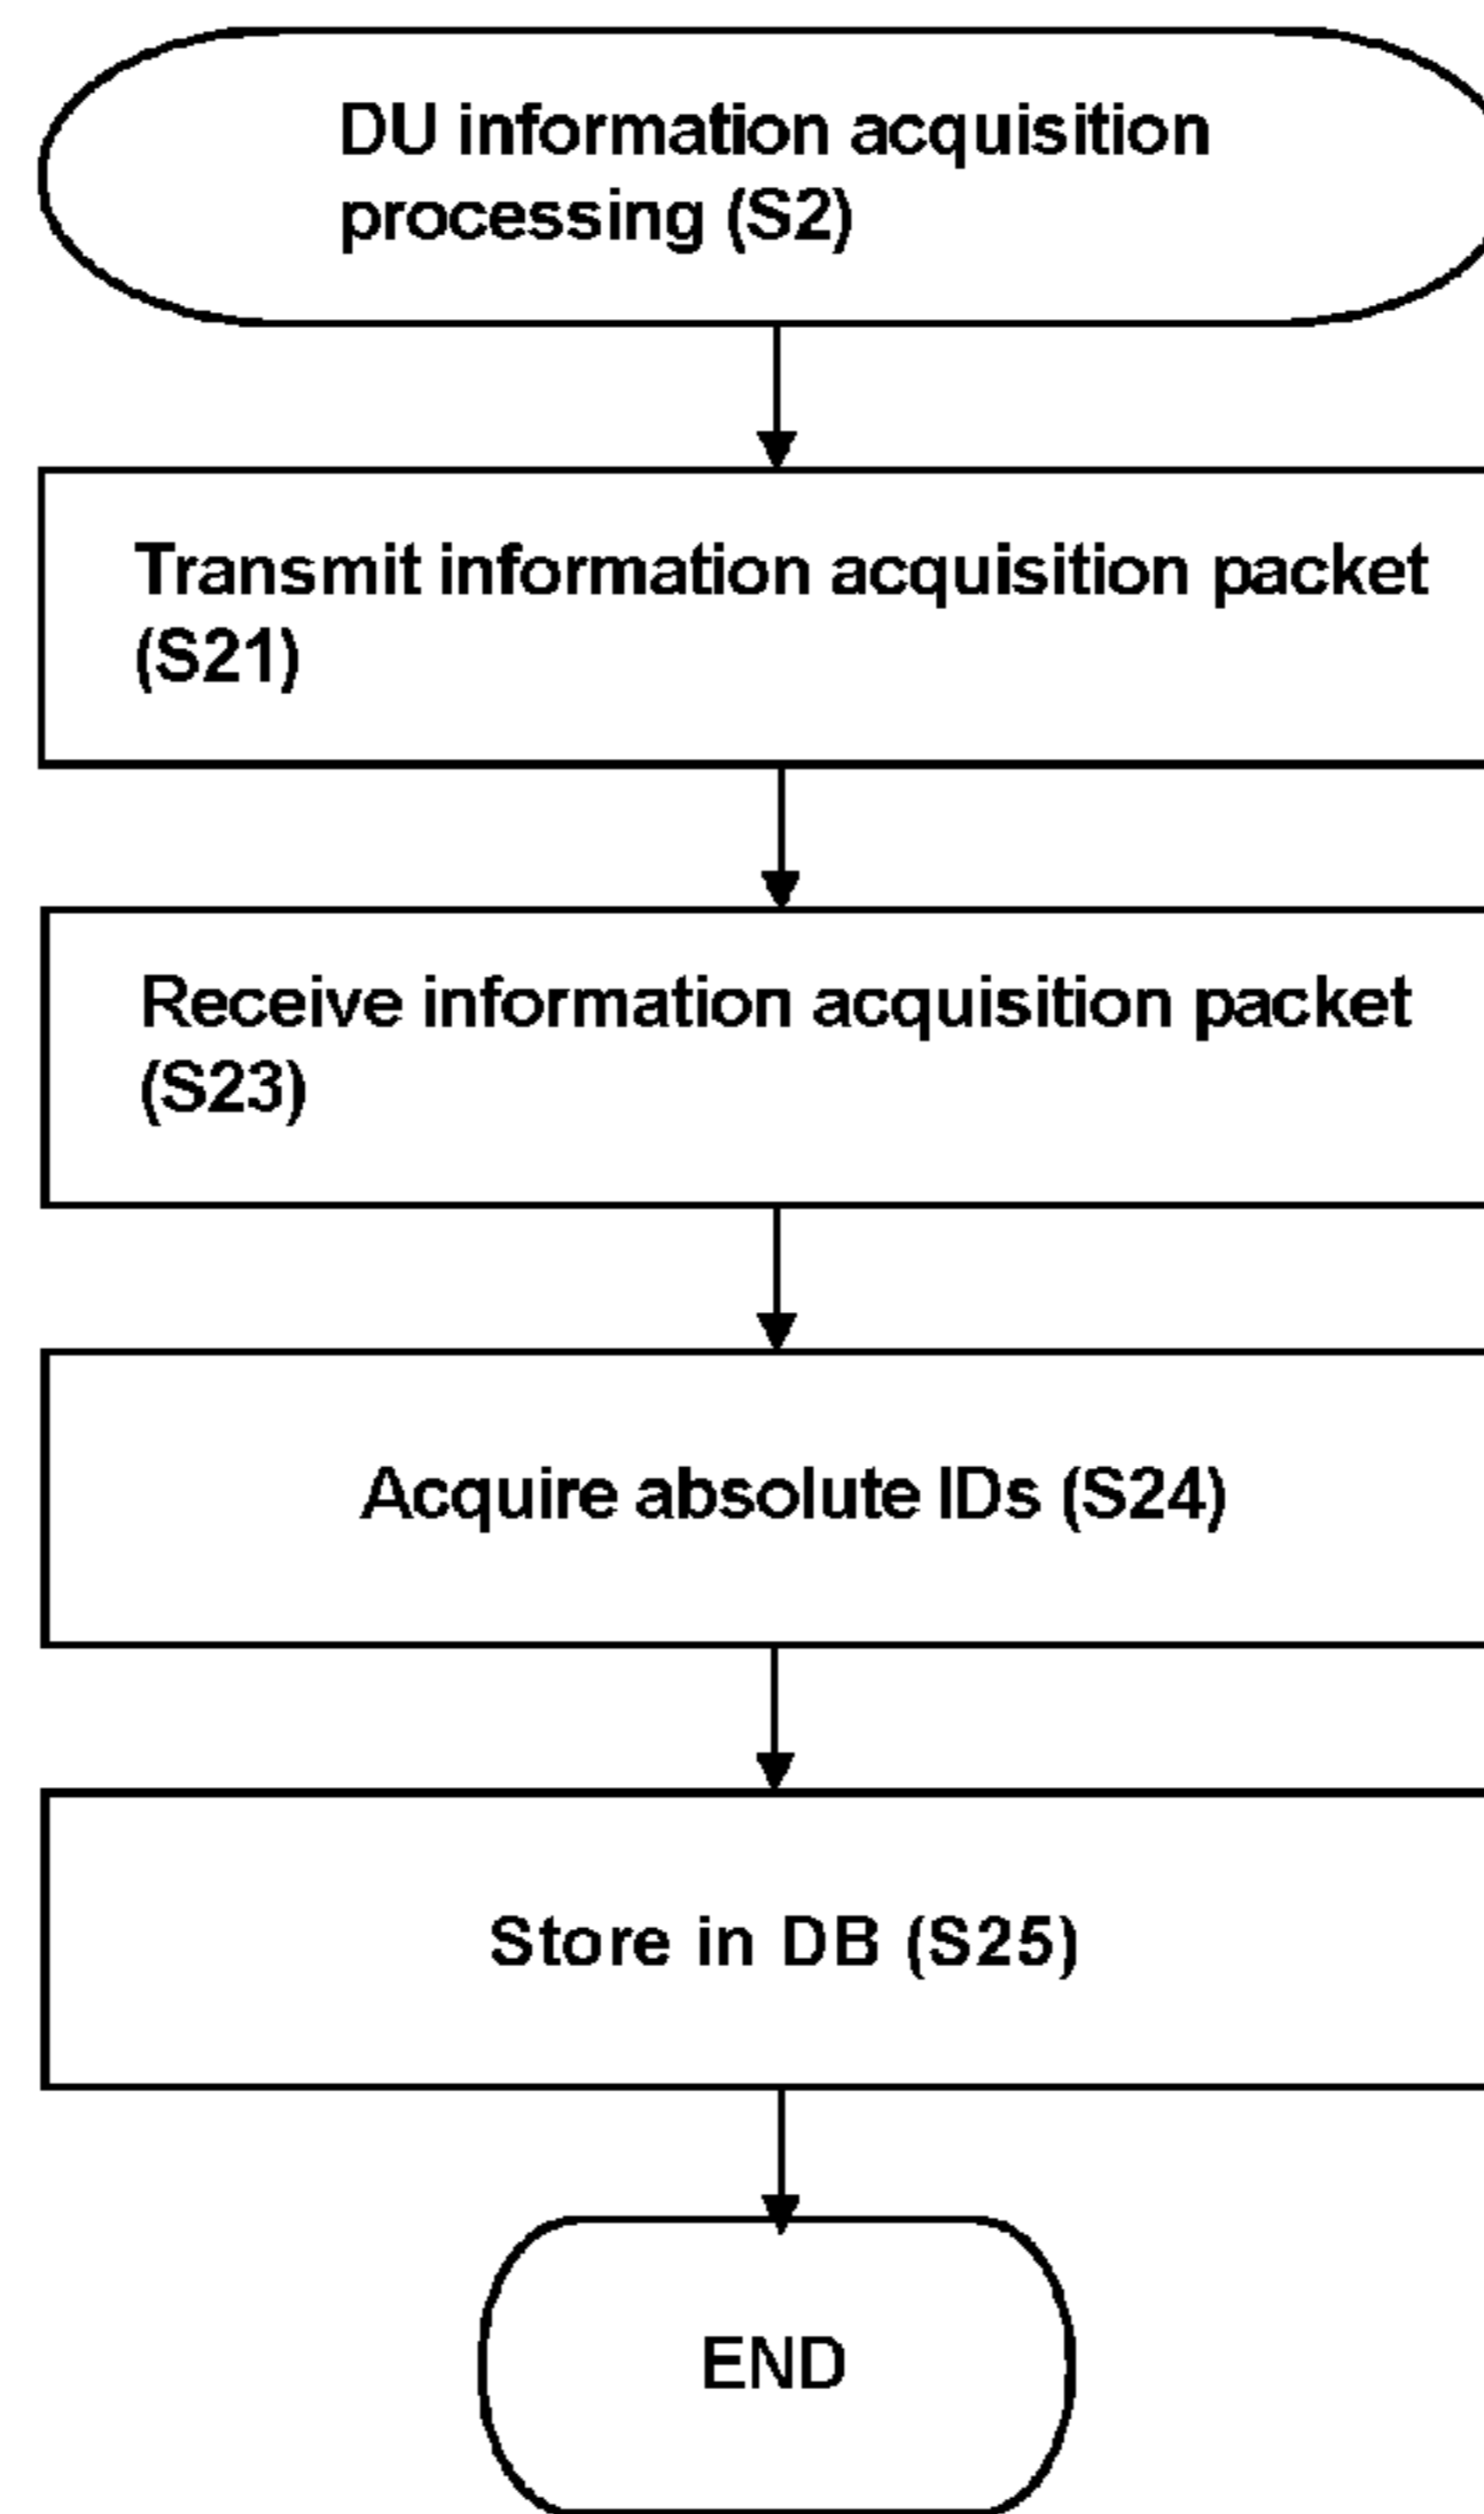 DU information acquisition
processing (S2)
Transmit information acquisition packet
(S21)
Receive information acquisition packet
(S23)
Acquire absolute IDs (S24)
Store in DB (S25)
END